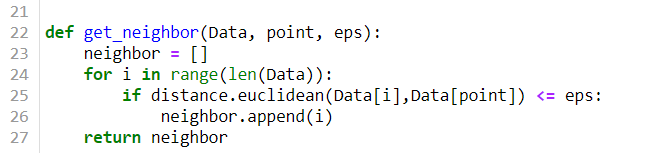 21
22 def get_neighbor(Data, point, eps):
23     neighbor = []
24     for i in range(len(Data)):
25         if distance.euclidean(Data[i],Data[point]) <= eps:
26             neighbor.append(i)
27     return neighbor